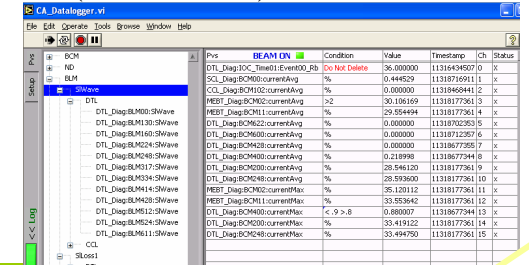 CA_Datalogger.vi
File Edit Operate Tools Browse Window Help
Pvs
Setup
>> Log
BCM
ND
BLM
SlWave
DTL
DTL_Diag:BLM00:SlWave
DTL_Diag:BLM130:SlWave
DTL_Diag:BLM160:SlWave
DTL_Diag:BLM224:SlWave
DTL_Diag:BLM248:SlWave
DTL_Diag:BLM317:SlWave
DTL_Diag:BLM334:SlWave
DTL_Diag:BLM414:SlWave
DTL_Diag:BLM428:SlWave
DTL_Diag:BLM512:SlWave
DTL_Diag:BLM524:SlWave
DTL_Diag:BLM611:SlWave
CCL
SlLoss1
Pvs BEAM ON Condition Value Timestamp Ch Status
DTL_Diag:IOC_Time01:Event00_Rb Do Not Delete 36.000000 11316434507 0 x
SCL_Diag:BCM00:currentAvg % 0.444529 11318716911 1 x
CCL_Diag:BCM102:currentAvg % 0.000000 11318468441 2 x
MEBT_Diag:BCM02:currentAvg >2 30.106169 11318177361 3 x
MEBT_Diag:BCM11:currentAvg % 29.554494 11318177361 4 x
DTL_Diag:BCM622:currentAvg % 0.000000 11318702353 5 x
DTL_Diag:BCM600:currentAvg % 0.000000 11318712357 6 x
DTL_Diag:BCM428:currentAvg % 0.000000 11318677355 7 x
DTL_Diag:BCM400:currentAvg % 0.218998 11318677344 8 x
DTL_Diag:BCM200:currentAvg % 28.546120 11318177361 9 x
DTL_Diag:BCM248:currentAvg % 28.593600 11318177361 10 x
MEBT_Diag:BCM02:currentMax % 35.120112 11318177361 11 x
MEBT_Diag:BCM11:currentMax % 33.553642 11318177361 12 x
DTL_Diag:BCM400:currentMax < .9 >.8 0.880007 11318677344 13 x
DTL_Diag:BCM200:currentMax % 33.419122 11318177361 14 x
DTL_Diag:BCM248:currentMax % 33.494750 11318177361 15 x